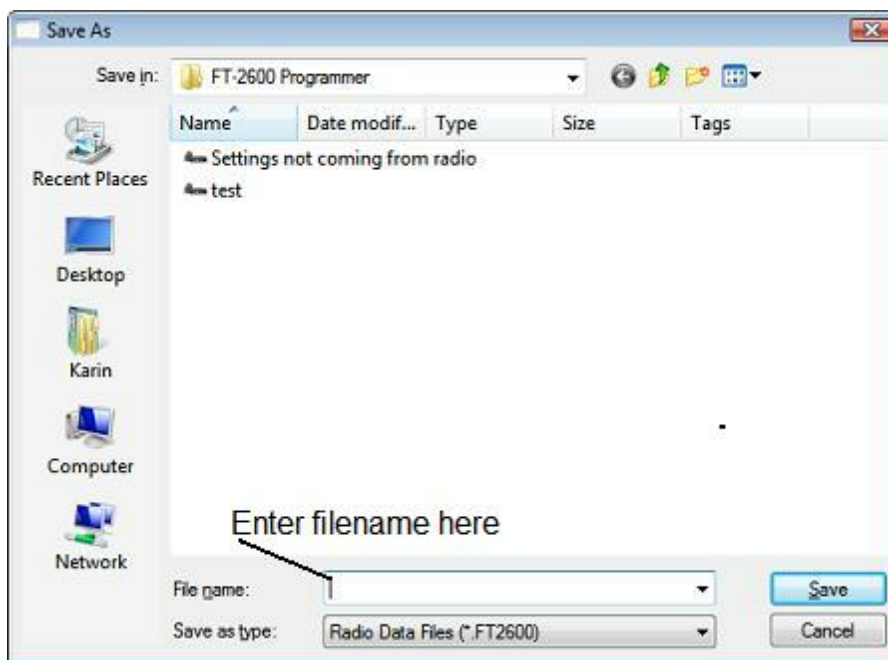 Save As
Save in: FT-2600 Programmer
Name Date modif... Type Size Tags
Settings not coming from radio
test
Recent Places
Desktop
Karin
Computer
Network
Enter filename here
File name: Save
Save as type: Radio Data Files (*.FT2600) Cancel